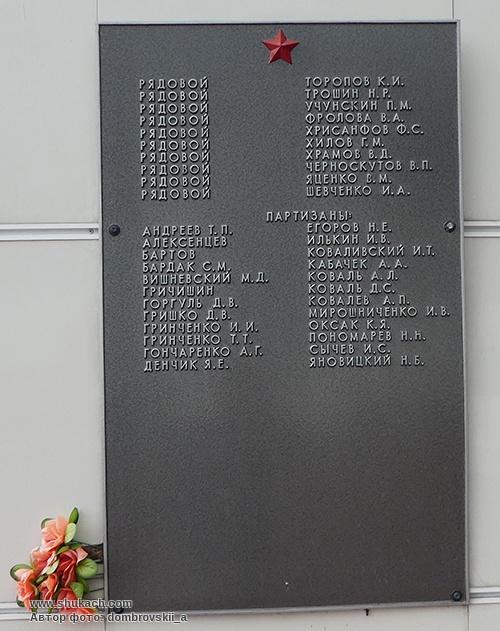 РЯДОВОЙ ТОРОПОВ К.И.
РЯДОВОЙ ТРОШИН Н.Р.
РЯДОВОЙ УЧУНСКИН П.М.
РЯДОВОЙ ФРОЛОВА В.А.
РЯДОВОЙ ХРИСАНФОВ Ф.С.
РЯДОВОЙ ХИЛОВ Г.М.
РЯДОВОЙ ХРАМОВ В.Д.
РЯДОВОЙ ЧЕРНОСКУТОВ В.П.
РЯДОВОЙ ЯЦЕНКО В.М.
РЯДОВОЙ ШЕВЧЕНКО И.А.
ПАРТИЗАНЫ:
АНДРЕЕВ Т.П.
АЛЕКСЕНЦЕВ
БАРТОВ
БАРДАК С.М.
ВИШНЕВСКИЙ М.Д.
ГРИЧИШИН
ГОРГУЛЬ Д.В.
ГРИШКО Д.В.
ГРИНЧЕНКО И.И.
ГРИНЧЕНКО Т.Т.
ГОНЧАРЕНКО А.Г.
ДЕНЧИК Я.Е.
ЕГОРОВ Н.Е.
ИЛЬКИН И.В.
КОВАЛИВСКИЙ И.Т.
КАБАЧЕК А.А.
КОВАЛЬ А.Л.
КОВАЛЬ Д.С.
КОВАЛЕВ А.П.
МИРОШНИЧЕНКО И.В.
ОКСАК К.Я.
ПОНОМАРЕВ Н.Н.
СЫЧЕВ И.С.
ЯНОВИЦКИЙ Н.Б.
www.shukach.com
Автор фото: dombrovskii_a